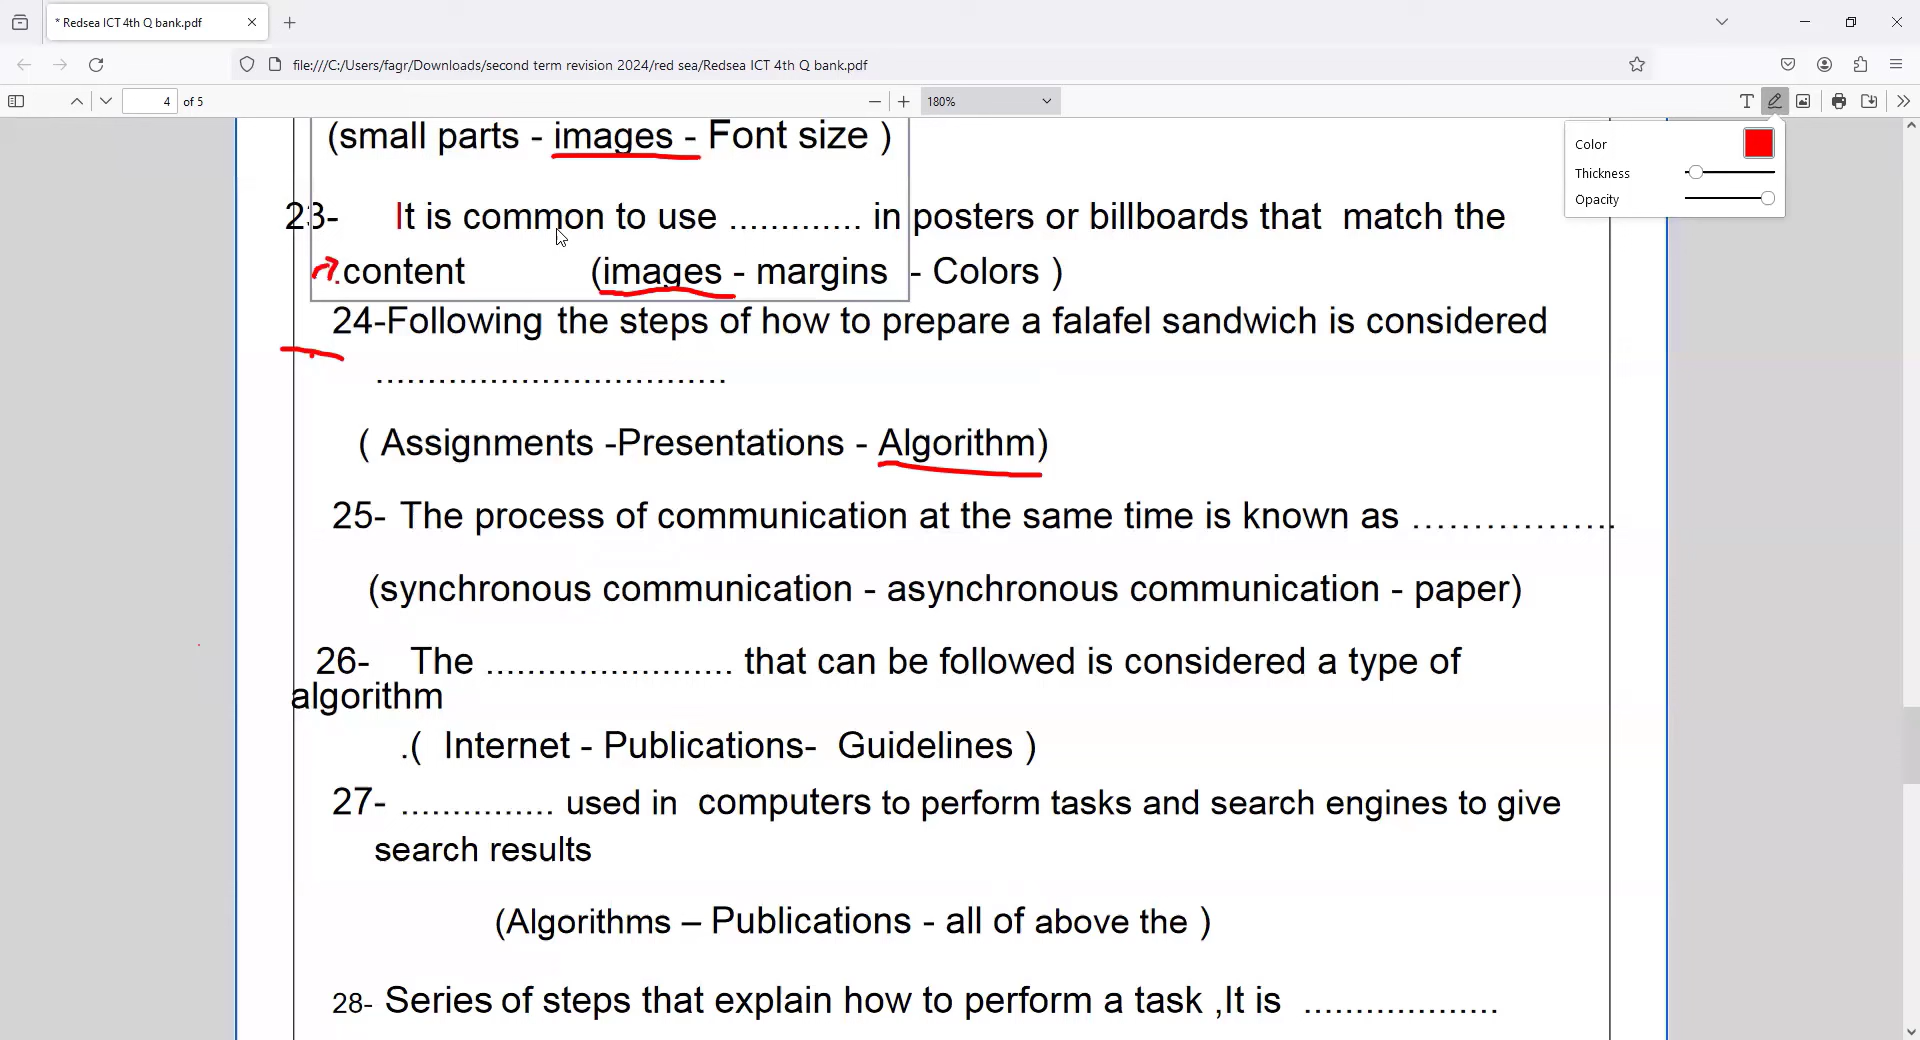 * Redsea ICT 4th Q bank.pdf
file:///C:/Users/fagr/Downloads/second term revision 2024/red sea/Redsea ICT 4th Q bank.pdf
4 of 5
180%
Color
Thickness
Opacity
(small parts - images - Font size )
23- It is common to use ............. in posters or billboards that match the
.content (images - margins - Colors )
24-Following the steps of how to prepare a falafel sandwich is considered
..................................
( Assignments -Presentations - Algorithm)
25- The process of communication at the same time is known as ……………….
(synchronous communication - asynchronous communication - paper)
26- The ........................ that can be followed is considered a type of
algorithm
.( Internet - Publications- Guidelines )
27- ............... used in computers to perform tasks and search engines to give
search results
(Algorithms – Publications - all of above the )
28- Series of steps that explain how to perform a task ,It is ...................